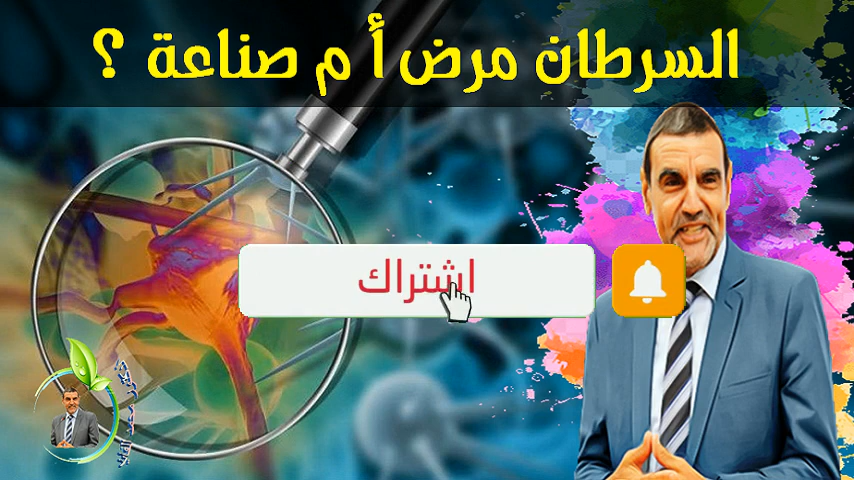 السرطان مرض أ م صناعة ؟
اشتراك